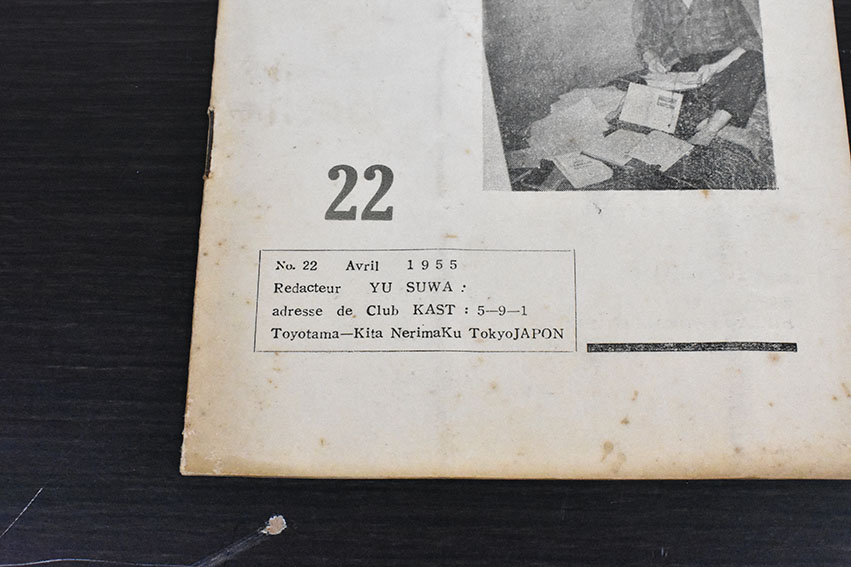 22
No. 22 Avril 1955
Redacteur YU SUWA :
adresse de Club KAST : 5—9—1
Toyotama—Kita NerimaKu TokyoJAPON